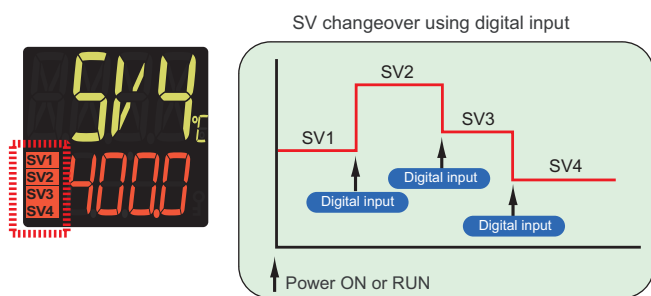 SV changeover using digital input
SV4
°C
SV1
SV2
SV3
SV4
400.0
SV1
SV2
SV3
SV4
Digital input
Digital input
Digital input
Power ON or RUN